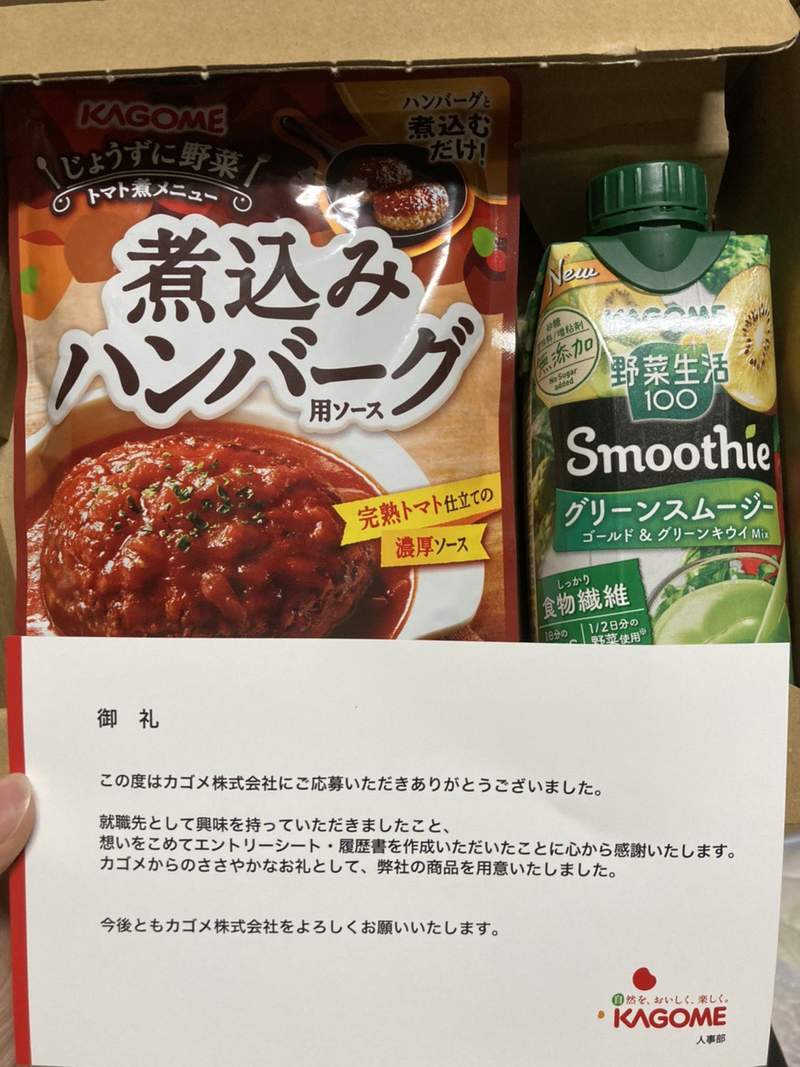 KAGOME
じょうずに野菜
トマト煮メニュー
ハンバーグと
煮込む
だけ!
煮込み
ハンバーグ
用ソース
完熟トマト仕立ての
濃厚ソース
New
KAGOME
無添加
No Sugar
added
野菜生活
100
Smoothie
グリーンスムージー
ゴールド & グリーンキウイ Mix
しっかり
食物繊維
1日分の
1/2日分の
野菜使用※
御 礼
この度はカゴメ株式会社にご応募いただきありがとうございました。
就職先として興味を持っていただきましたこと、
想いをこめてエントリーシート・履歴書を作成いただいたことに心から感謝いたします。
カゴメからのささやかなお礼として、弊社の商品を用意いたしました。
今後ともカゴメ株式会社をよろしくお願いいたします。
自然を、おいしく、楽しく。
KAGOME
人事部